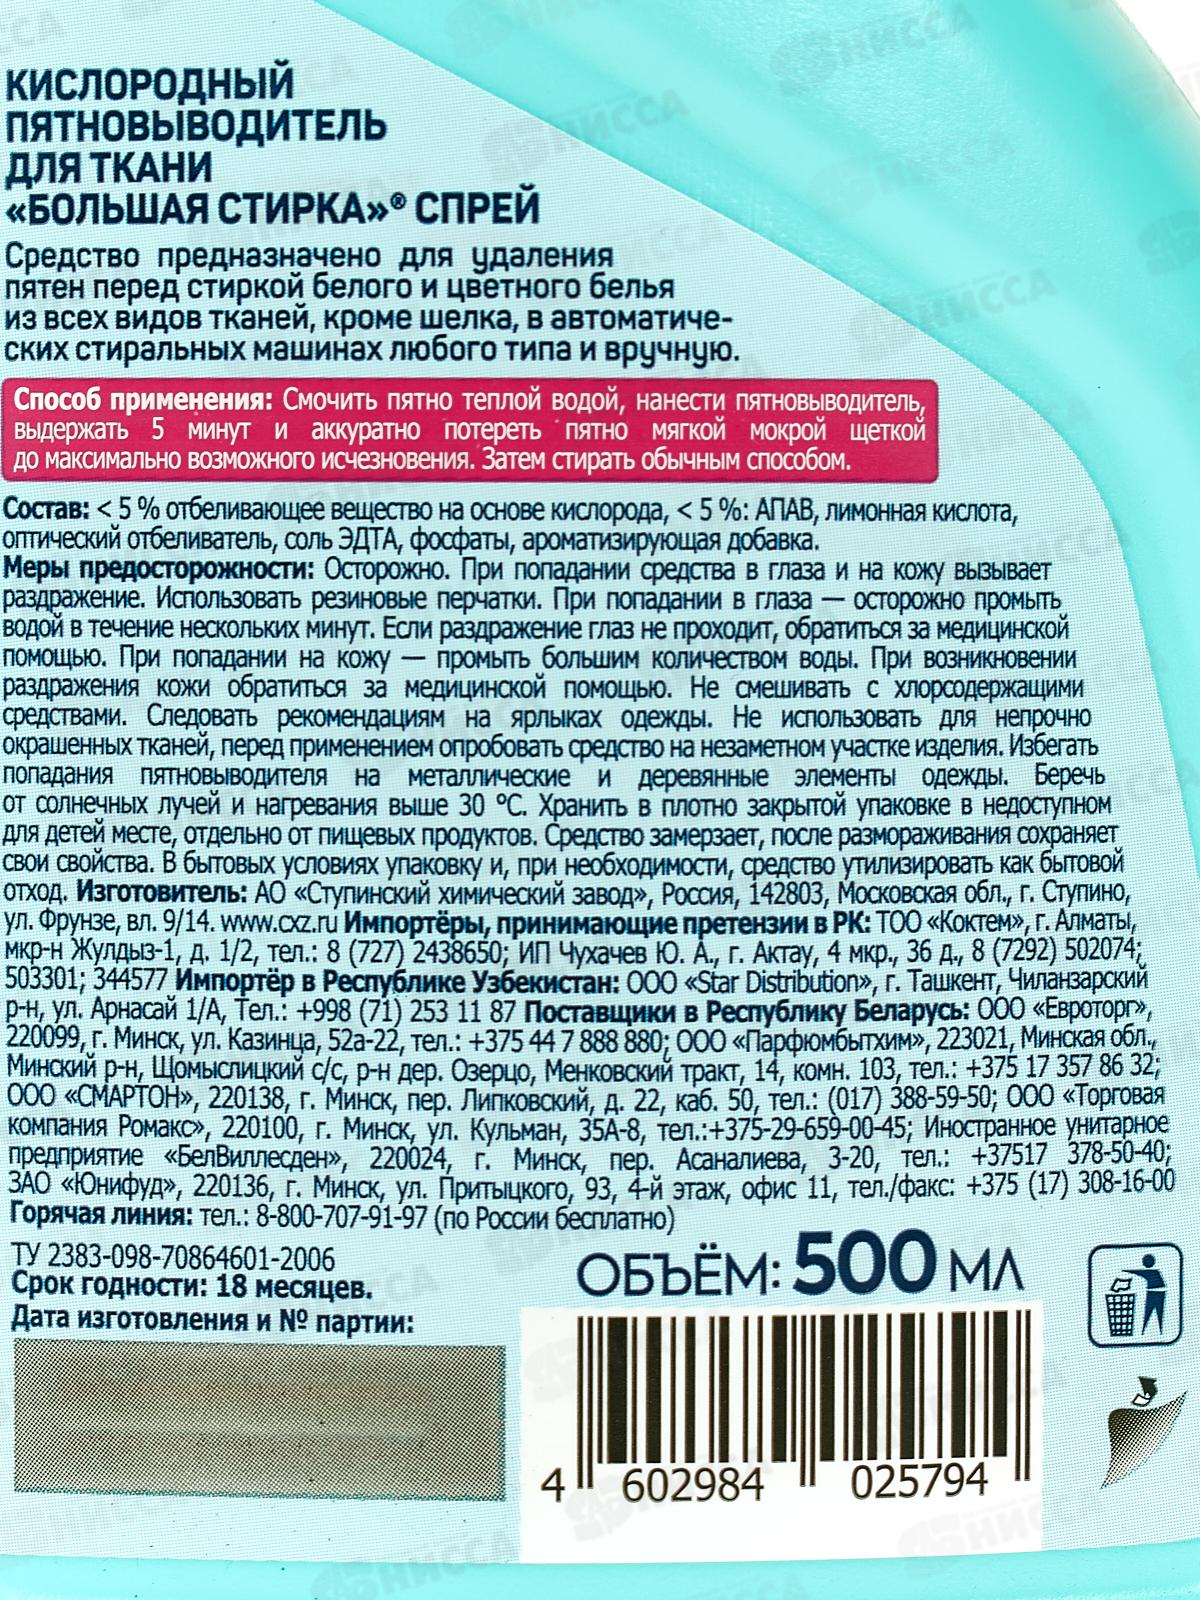 КИСЛОРОДНЫЙ
ПЯТНОВЫВОДИТЕЛЬ
ДЛЯ ТКАНИ
«БОЛЬШАЯ СТИРКА»® СПРЕЙ
Средство предназначено для удаления
пятен перед стиркой белого и цветного белья
из всех видов тканей, кроме шелка, в автоматиче-
ских стиральных машинах любого типа и вручную.
Способ применения: Смочить пятно теплой водой, нанести пятновыводитель,
выдержать 5 минут и аккуратно потереть пятно мягкой мокрой щеткой
до максимально возможного исчезновения. Затем стирать обычным способом.
Состав: < 5 % отбеливающее вещество на основе кислорода, < 5 %: АПАВ, лимонная кислота,
оптический отбеливатель, соль ЭДТА, фосфаты, ароматизирующая добавка.
Меры предосторожности: Осторожно. При попадании средства в глаза и на кожу вызывает
раздражение. Использовать резиновые перчатки. При попадании в глаза — осторожно промыть
водой в течение нескольких минут. Если раздражение глаз не проходит, обратиться за медицинской
помощью. При попадании на кожу — промыть большим количеством воды. При возникновении
раздражения кожи обратиться за медицинской помощью. Не смешивать с хлорсодержащими
средствами. Следовать рекомендациям на ярлыках одежды. Не использовать для непрочно
окрашенных тканей, перед применением опробовать средство на незаметном участке изделия. Избегать
попадания пятновыводителя на металлические и деревянные элементы одежды. Беречь
от солнечных лучей и нагревания выше 30 °С. Хранить в плотно закрытой упаковке в недоступном
для детей месте, отдельно от пищевых продуктов. Средство замерзает, после размораживания сохраняет
свои свойства. В бытовых условиях упаковку и, при необходимости, средство утилизировать как бытовой
отход. Изготовитель: АО «Ступинский химический завод», Россия, 142803, Московская обл., г. Ступино,
ул. Фрунзе, вл. 9/14. www.cxz.ru Импортёры, принимающие претензии в РК: ТОО «Коктем», г. Алматы,
мкр-н Жулдыз-1, д. 1/2, тел.: 8 (727) 2438650; ИП Чухачев Ю. А., г. Актау, 4 мкр., 36 д., 8 (7292) 502074;
503301; 344577 Импортёр в Республике Узбекистан: ООО «Star Distribution», г. Ташкент, Чиланзарский
р-н, ул. Арнасай 1/А, Тел.: +998 (71) 253 11 87 Поставщики в Республику Беларусь: ООО «Евроторг»,
220099, г. Минск, ул. Казинца, 52а-22, тел.: +375 44 7 888 880; ООО «Парфюмбытхим», 223021, Минская обл.,
Минский р-н, Щомыслицкий с/с, р-н дер. Озерцо, Менковский тракт, 14, комн. 103, тел.: +375 17 357 86 32;
ООО «СМАРТОН», 220138, г. Минск, пер. Липковский, д. 22, каб. 50, тел.: (017) 388-59-50; ООО «Торговая
компания Ромакс», 220100, г. Минск, ул. Кульман, 35А-8, тел.:+375-29-659-00-45; Иностранное унитарное
предприятие «БелВиллесден», 220024, г. Минск, пер. Асаналиева, 3-20, тел.: +37517 378-50-40;
ЗАО «Юнифуд», 220136, г. Минск, ул. Притыцкого, 93, 4-й этаж, офис 11, тел./факс: +375 (17) 308-16-00
Горячая линия: тел.: 8-800-707-91-97 (по России бесплатно)
ТУ 2383-098-70864601-2006
Срок годности: 18 месяцев.
Дата изготовления и № партии:
ОБЪЁМ: 500 МЛ
4 602984 025794